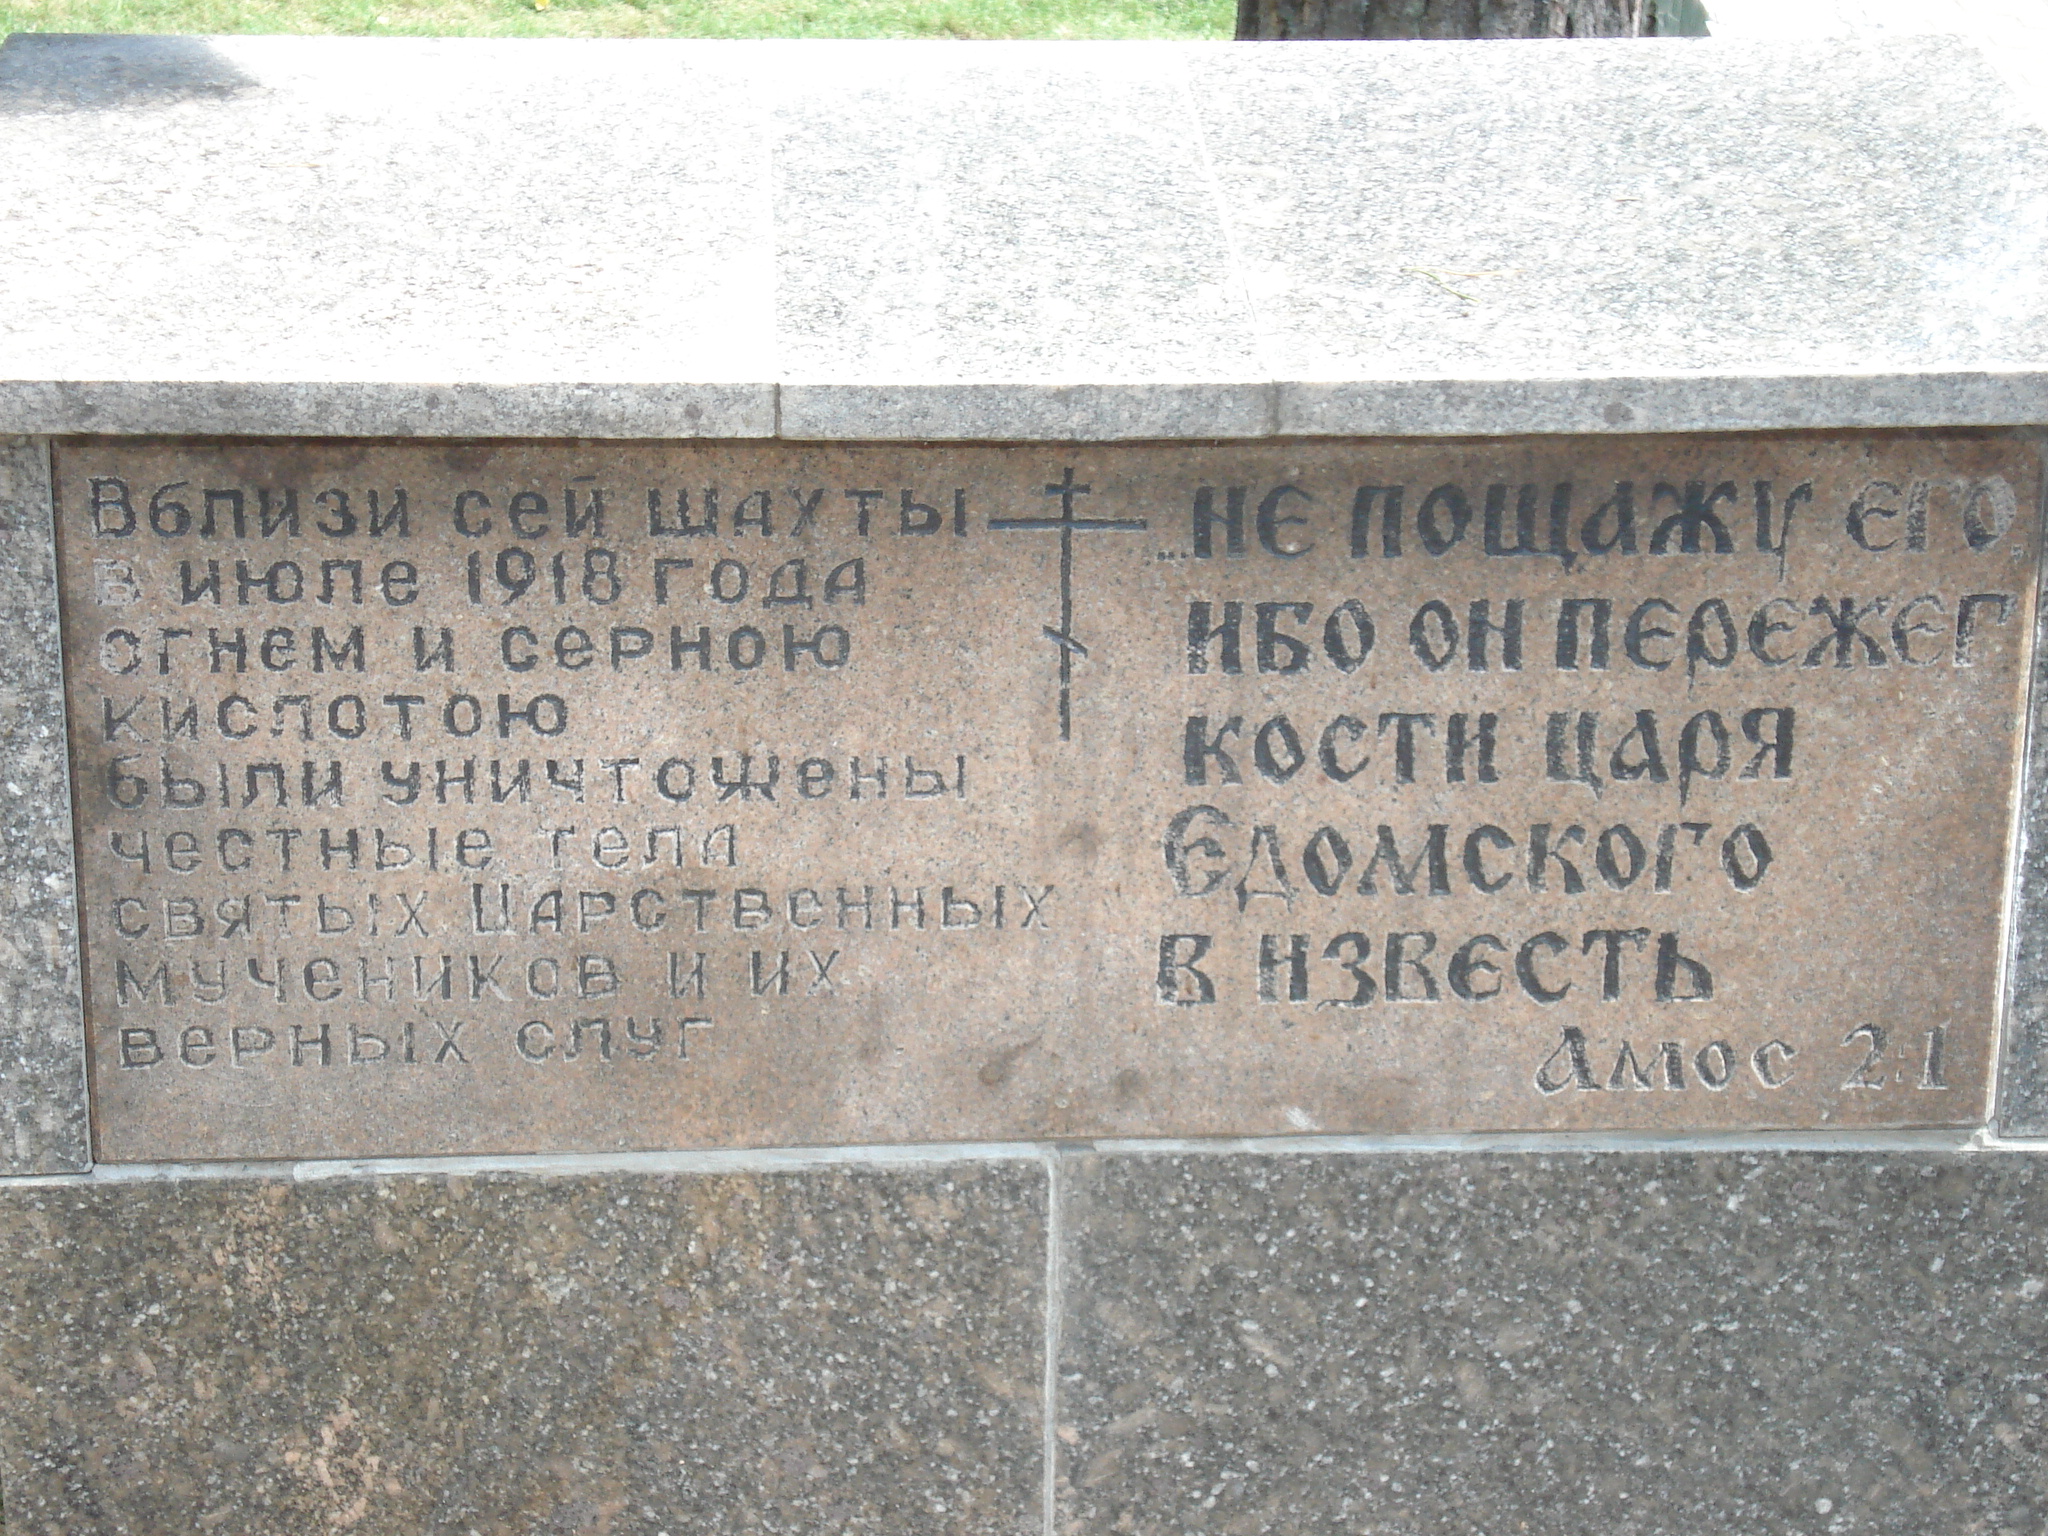 Вблизи сей шахты
в июле 1918 года
огнем и серною
кислотою
были уничтожены
честные тела
святых Царственных
мучеников и их
верных слуг
...не пощажу его,
ибо он пережег
кости царя
Едомского
в известь
Амос 2:1